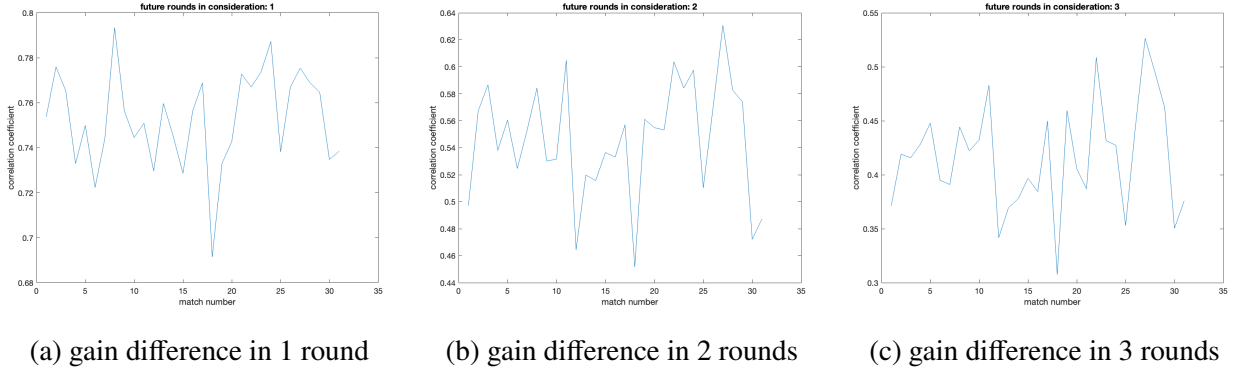 future rounds in consideration: 1
0.8
0.78
0.76
0.74
0.72
0.7
0.68
correlation coefficient
0 5 10 15 20 25 30 35
match number
(a) gain difference in 1 round
future rounds in consideration: 2
0.64
0.62
0.6
0.58
0.56
0.54
0.52
0.5
0.48
0.46
0.44
correlation coefficient
0 5 10 15 20 25 30 35
match number
(b) gain difference in 2 rounds
future rounds in consideration: 3
0.55
0.5
0.45
0.4
0.35
0.3
correlation coefficient
0 5 10 15 20 25 30 35
match number
(c) gain difference in 3 rounds